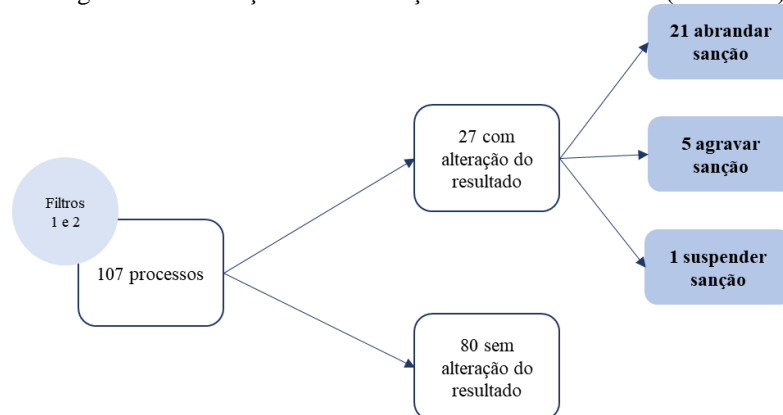 21 abrandar
sanção
27 com
alteração do
resultado
5 agravar
sanção
Filtros
1 e 2
107 processos
1 suspender
sanção
80 sem
alteração do
resultado